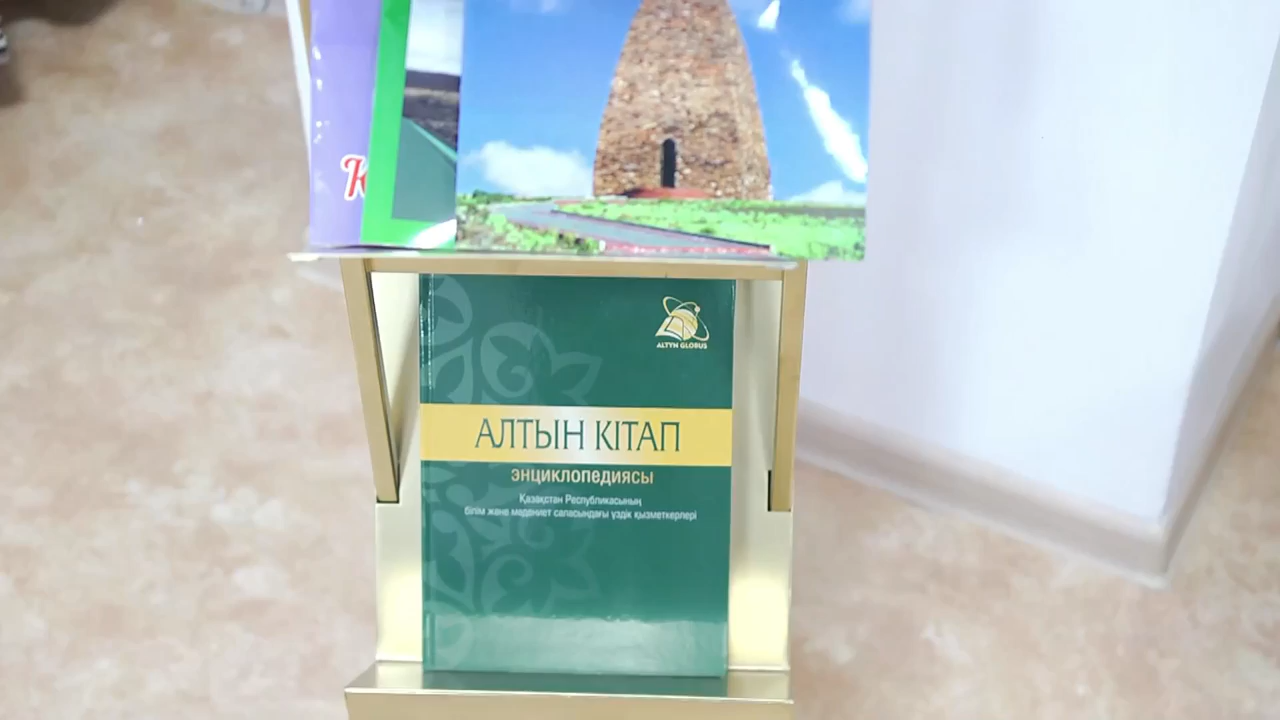 К
ALTYN GLOBUS
АЛТЫН КІТАП
энциклопедиясы
Қазақстан Республикасының
білім және мәдениет саласындағы үздік қызметкерлері